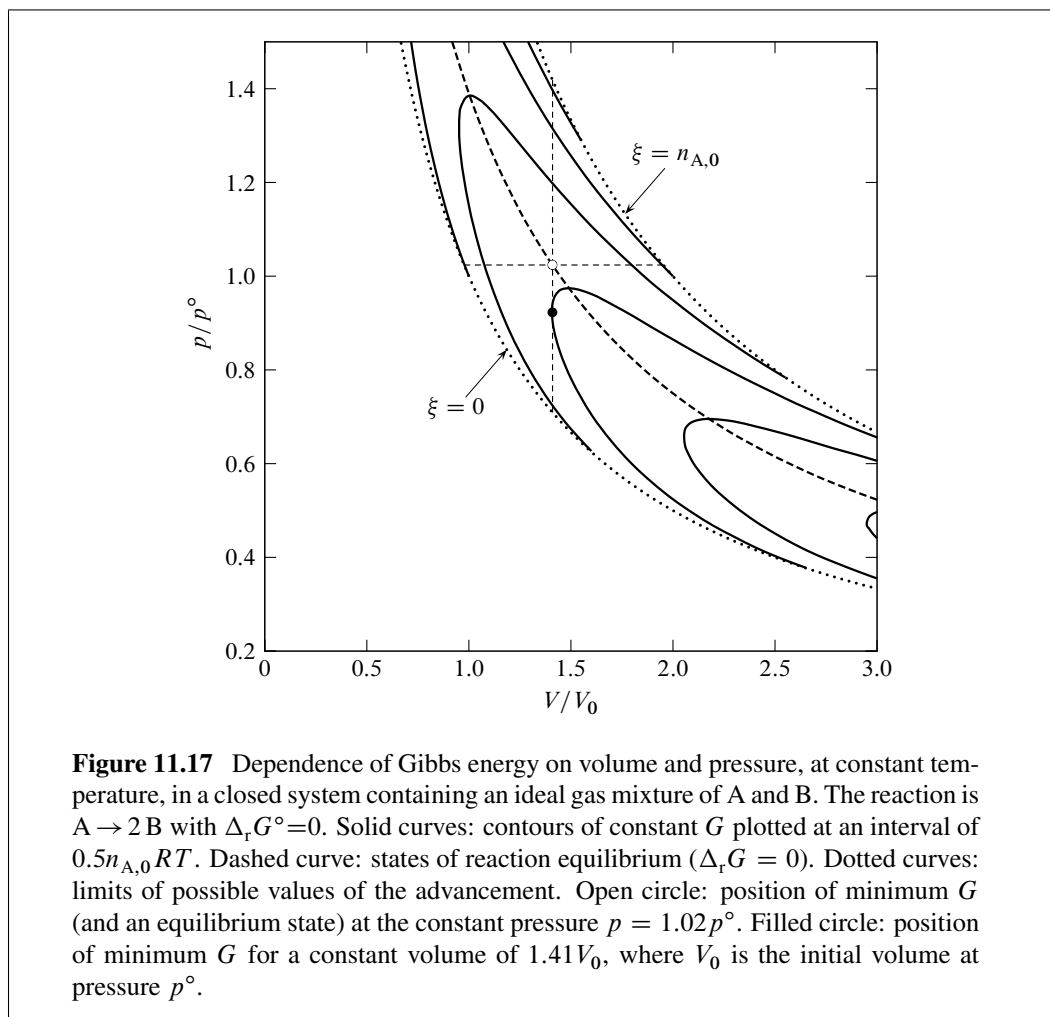 1.4
1.2
1.0
0.8
0.6
0.4
0.2
p/p°
ξ = n_A,0
ξ = 0
0 0.5 1.0 1.5 2.0 2.5 3.0
V/V_0
Figure 11.17 Dependence of Gibbs energy on volume and pressure, at constant tem-
perature, in a closed system containing an ideal gas mixture of A and B. The reaction is
A → 2 B with Δ_rG°=0. Solid curves: contours of constant G plotted at an interval of
0.5n_A,0RT. Dashed curve: states of reaction equilibrium (Δ_rG = 0). Dotted curves:
limits of possible values of the advancement. Open circle: position of minimum G
(and an equilibrium state) at the constant pressure p = 1.02p°. Filled circle: position
of minimum G for a constant volume of 1.41V_0, where V_0 is the initial volume at
pressure p°.